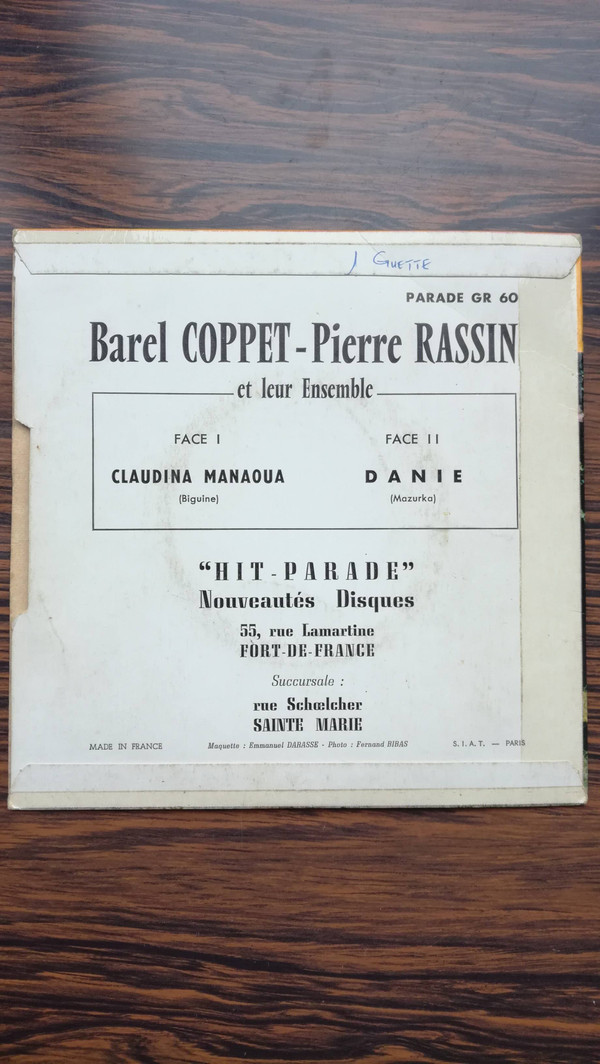 J GUETTE
PARADE GR 60
Barel COPPET - Pierre RASSIN
et leur Ensemble
FACE I
CLAUDINA MANAOUA
(Biguine)
FACE II
DANIE
(Mazurka)
"HIT-PARADE"
Nouveautés Disques
55, rue Lamartine
FORT-DE-FRANCE
Succursale :
rue Schœlcher
SAINTE MARIE
MADE IN FRANCE
Maquette : Emmanuel DARASSE - Photo : Fernand BIBAS
S.I.A.T. — PARIS